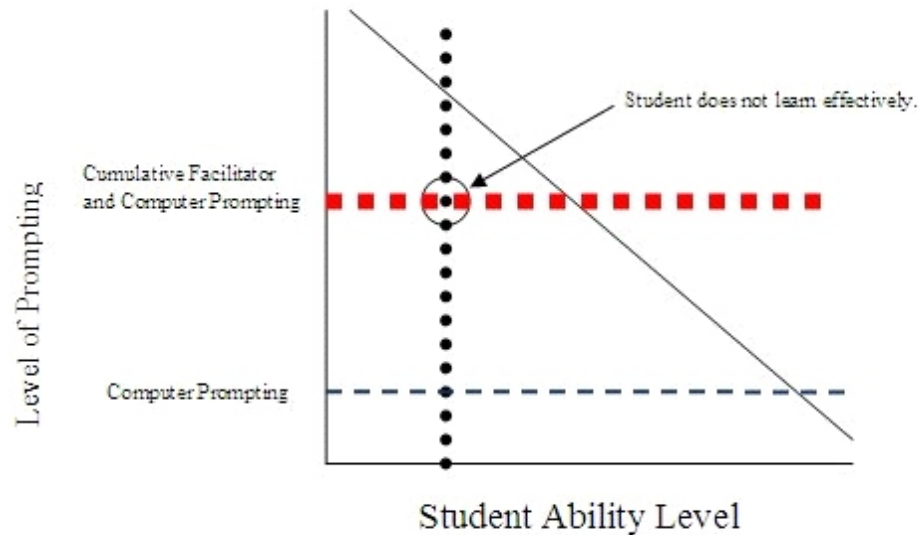 Student does not learn effectively.
Cumulative Facilitator
and Computer Prompting
Level of Prompting
Computer Prompting
Student Ability Level